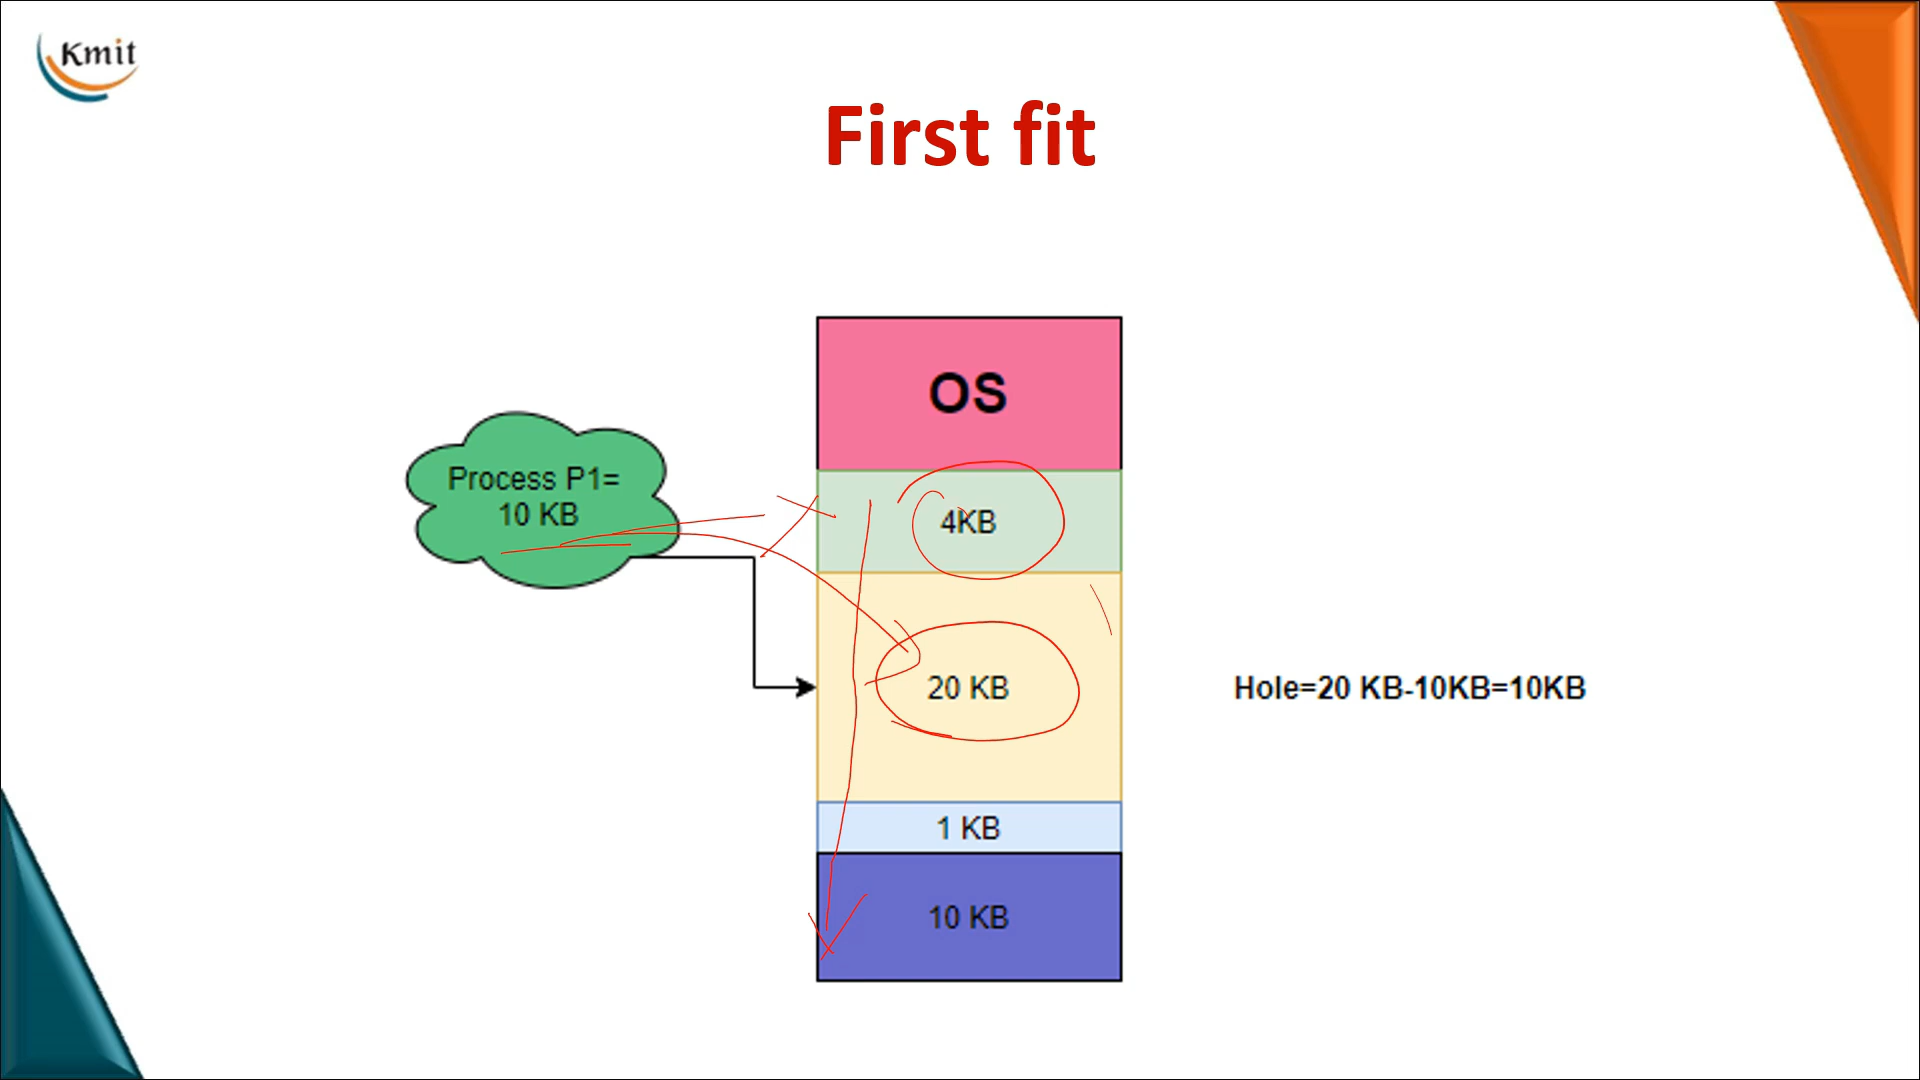 Kmit
First fit
OS
Process P1=
10 KB
4KB
20 KB
Hole=20 KB-10KB=10KB
1 KB
10 KB